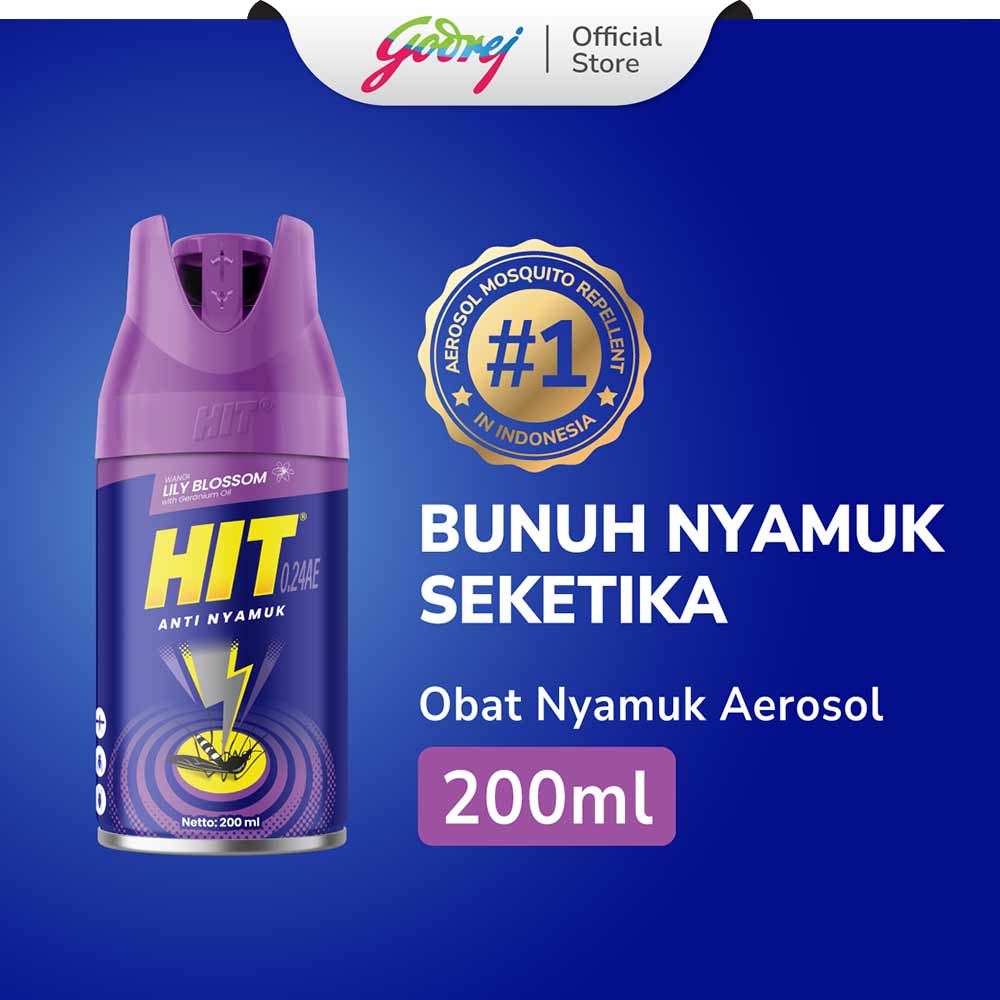 Godrej
Official
Store
AEROSOL MOSQUITO REPELLENT
#1
IN INDONESIA
HIT®
WANGI
LILY BLOSSOM
with Geranium Oil
HIT®
0.24AE
ANTI NYAMUK
Netto: 200 ml
BUNUH NYAMUK
SEKETIKA
Obat Nyamuk Aerosol
200ml